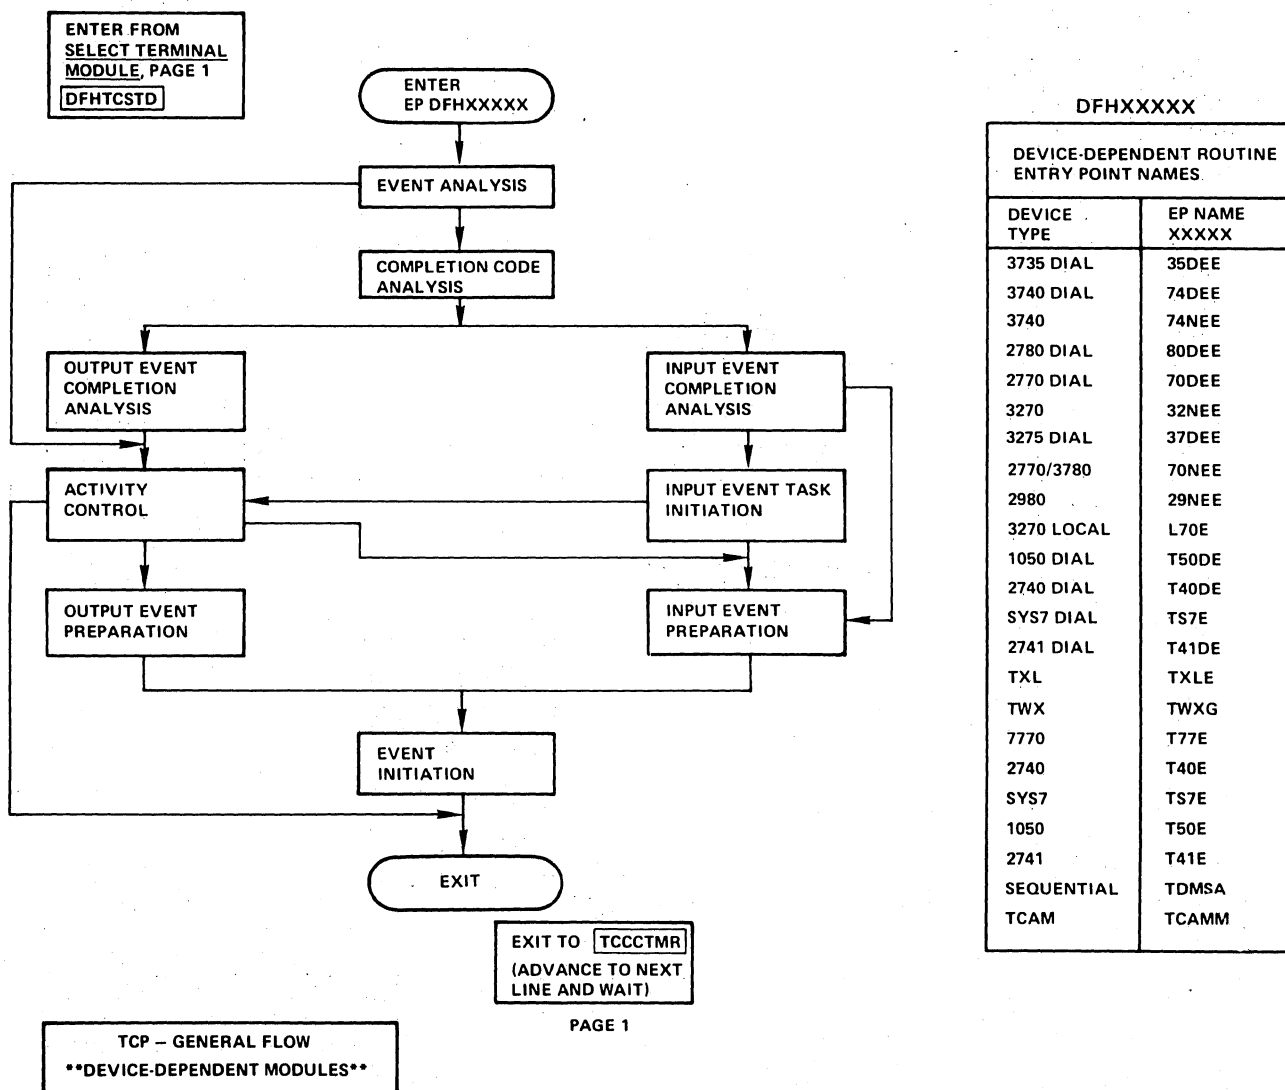 ENTER FROM
SELECT TERMINAL
MODULE, PAGE 1
DFHTCSTD
ENTER
EP DFHXXXXX
EVENT ANALYSIS
COMPLETION CODE
ANALYSIS
OUTPUT EVENT
COMPLETION
ANALYSIS
INPUT EVENT
COMPLETION
ANALYSIS
ACTIVITY
CONTROL
INPUT EVENT TASK
INITIATION
OUTPUT EVENT
PREPARATION
INPUT EVENT
PREPARATION
EVENT
INITIATION
EXIT
EXIT TO TCCCTMR
(ADVANCE TO NEXT
LINE AND WAIT)
PAGE 1
TCP – GENERAL FLOW
**DEVICE-DEPENDENT MODULES**
DFHXXXXX
DEVICE-DEPENDENT ROUTINE
ENTRY POINT NAMES
DEVICE EP NAME
TYPE XXXXX
3735 DIAL 35DEE
3740 DIAL 74DEE
3740 74NEE
2780 DIAL 80DEE
2770 DIAL 70DEE
3270 32NEE
3275 DIAL 37DEE
2770/3780 70NEE
2980 29NEE
3270 LOCAL L70E
1050 DIAL T50DE
2740 DIAL T40DE
SYS7 DIAL TS7E
2741 DIAL T41DE
TXL TXLE
TWX TWXG
7770 T77E
2740 T40E
SYS7 TS7E
1050 T50E
2741 T41E
SEQUENTIAL TDMSA
TCAM TCAMM